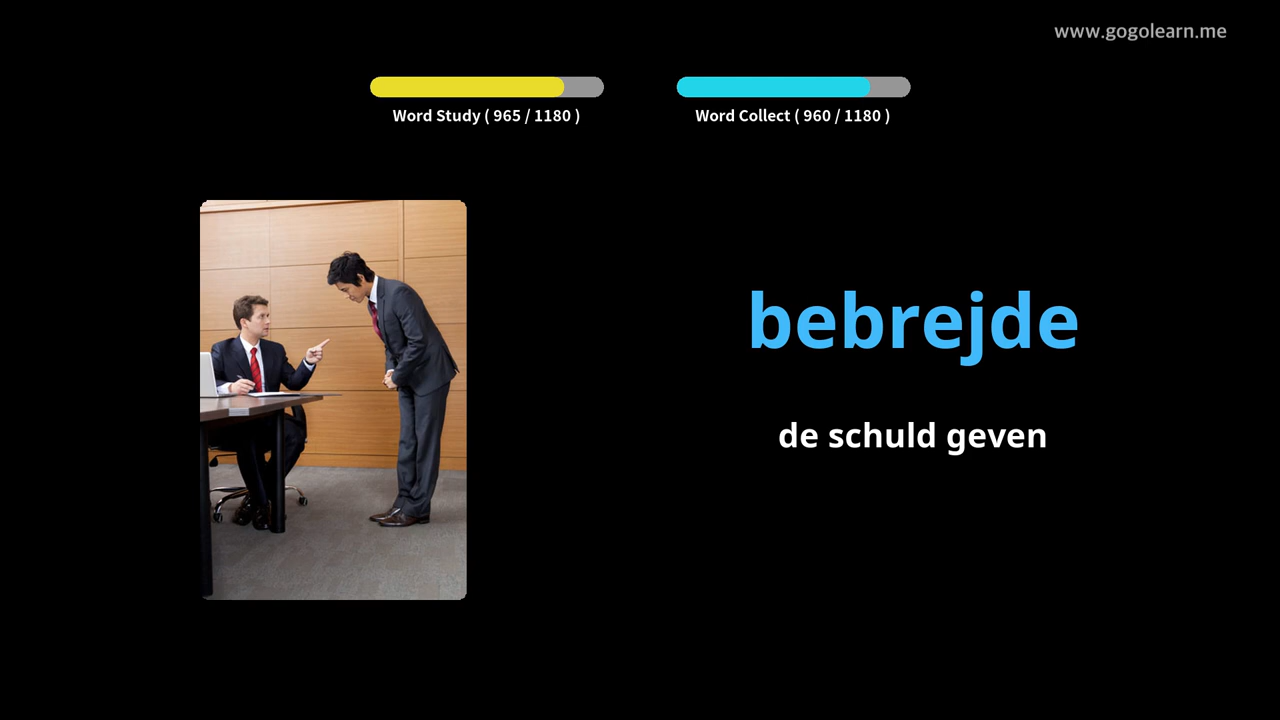 www.gogolearn.me
Word Study ( 965 / 1180 )
Word Collect ( 960 / 1180 )
bebrejde
de schuld geven